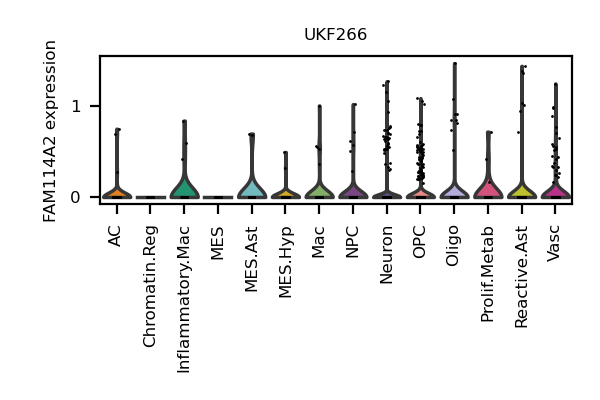 UKF266
FAM114A2 expression
1
0
AC
Chromatin.Reg
Inflammatory.Mac
MES
MES.Ast
MES.Hyp
Mac
NPC
Neuron
OPC
Oligo
Prolif.Metab
Reactive.Ast
Vasc